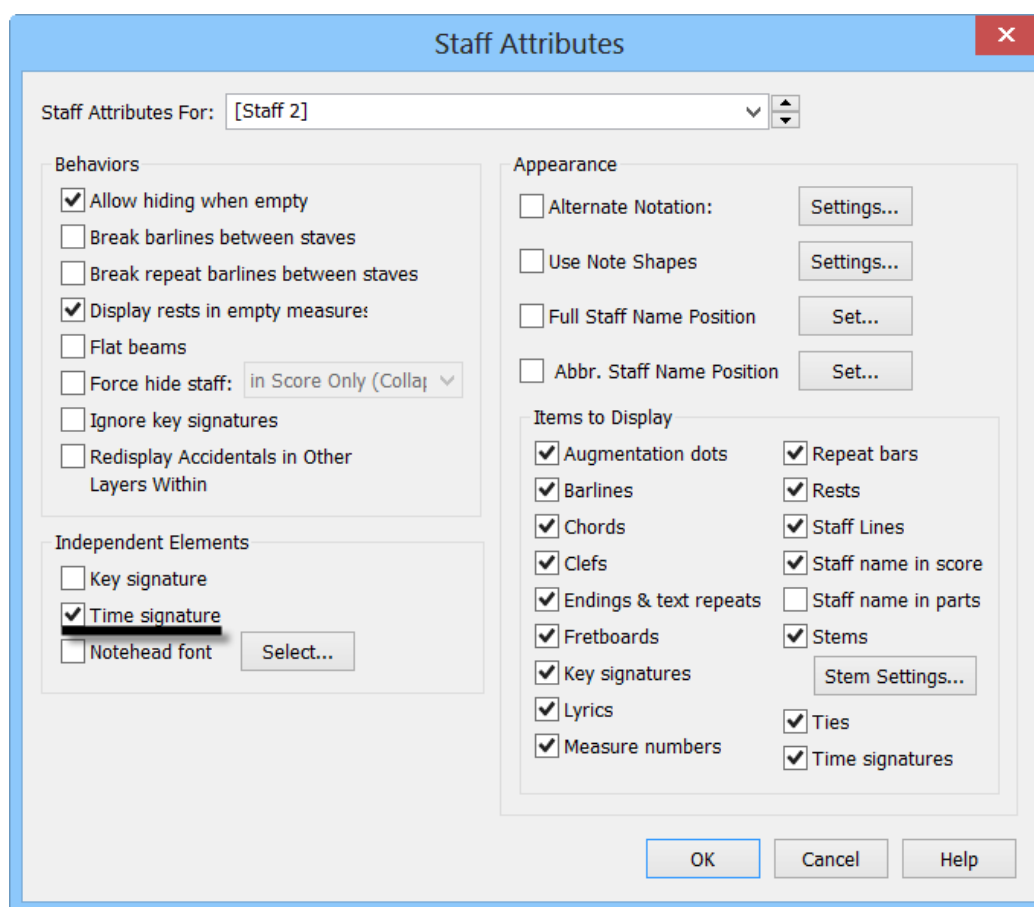 Staff Attributes
Staff Attributes For: [Staff 2]
Behaviors
Allow hiding when empty
Break barlines between staves
Break repeat barlines between staves
Display rests in empty measures
Flat beams
Force hide staff: in Score Only (Collap
Ignore key signatures
Redisplay Accidentals in Other
Layers Within
Independent Elements
Key signature
Time signature
Notehead font Select...
Appearance
Alternate Notation: Settings...
Use Note Shapes Settings...
Full Staff Name Position Set...
Abbr. Staff Name Position Set...
Items to Display
Augmentation dots
Barlines
Chords
Clefs
Endings & text repeats
Fretboards
Key signatures
Lyrics
Measure numbers
Repeat bars
Rests
Staff Lines
Staff name in score
Staff name in parts
Stems
Stem Settings...
Ties
Time signatures
OK Cancel Help